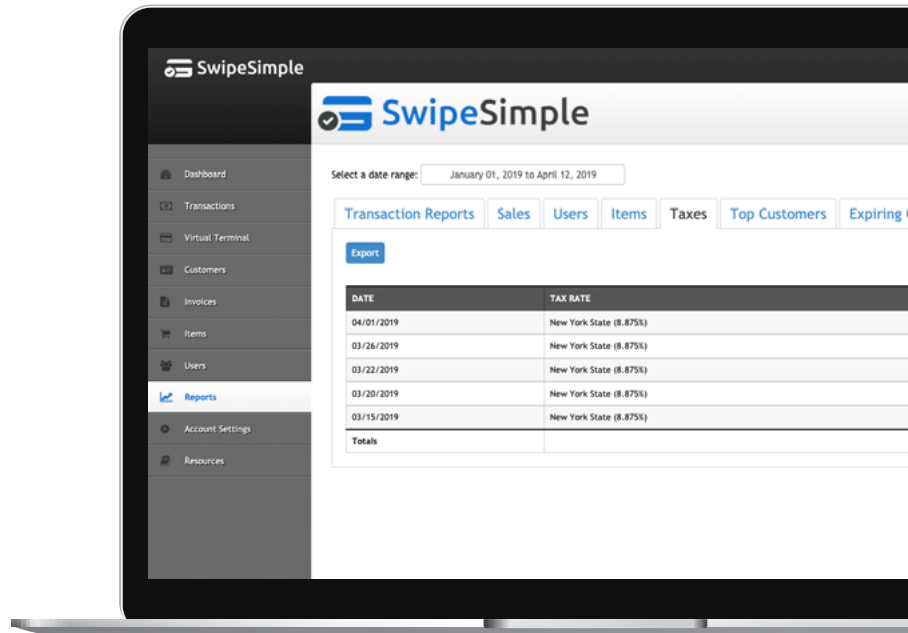 SwipeSimple
SwipeSimple
Dashboard
Transactions
Virtual Terminal
Customers
Invoices
Items
Users
Reports
Account Settings
Resources
Select a date range: January 01, 2019 to April 12, 2019
Transaction Reports Sales Users Items Taxes Top Customers Expiring
Export
DATE TAX RATE
04/01/2019 New York State (8.875%)
03/26/2019 New York State (8.875%)
03/22/2019 New York State (8.875%)
03/20/2019 New York State (8.875%)
03/15/2019 New York State (8.875%)
Totals